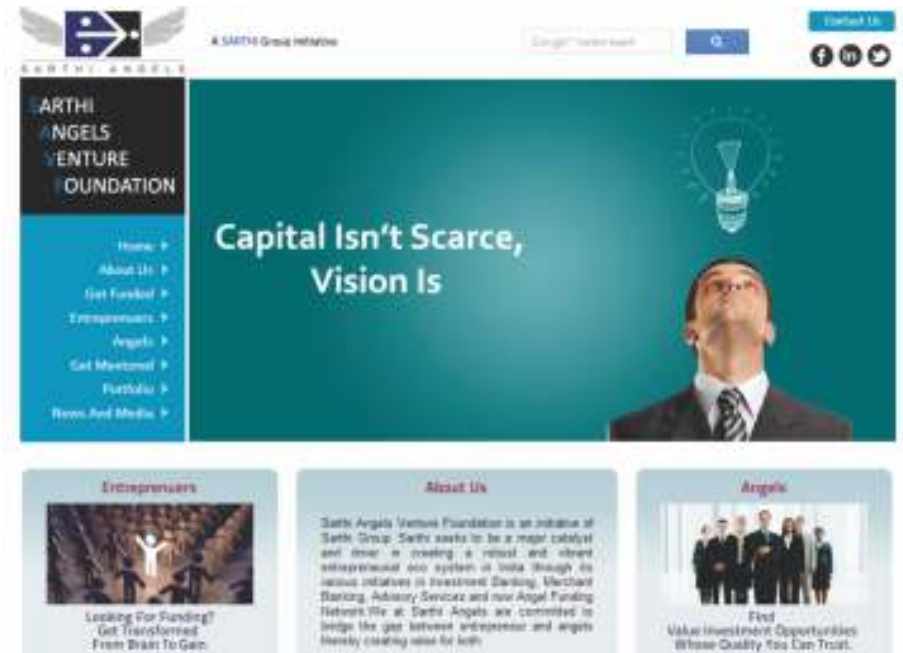 Contact Us
A SARTHI Group Initiative
SARTHI ANGELS
SARTHI
ANGELS
VENTURE
FOUNDATION
Capital Isn't Scarce,
Vision Is
Home
About Us
Get Funded
Entreprenuers
Angels
Get Mentored
Portfolio
News And Media
Entreprenuers
Looking For Funding?
Get Transformed
From Brain To Gain.
About Us
Sarthi Angels Venture Foundation is an initiative of
Sarthi Group. Sarthi seeks to be a major catalyst
and driver in creating a robust and vibrant
entrepreneurial eco system in India through its
various initiatives in Investment Banking, Merchant
Banking, Advisory Services and now Angel Funding
Network.We at Sarthi Angels are committed to
bridge the gap between entrepreneur and angels
thereby creating value for both.
Angels
Find
Value Investment Opportunities
Whose Quality You Can Trust.